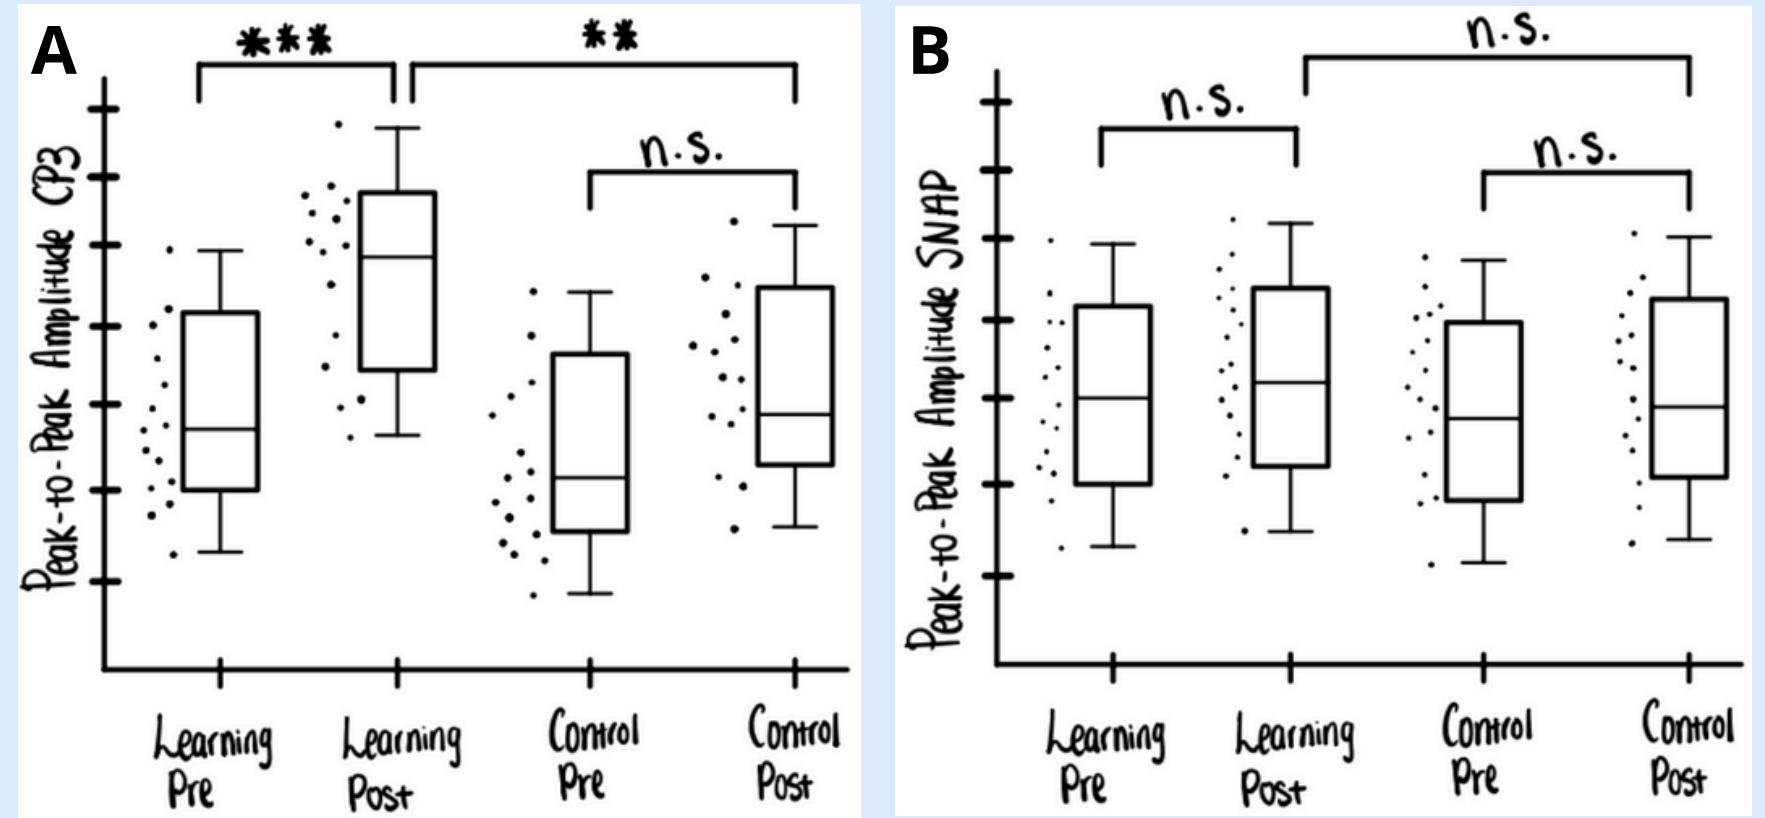 A
***
**
n.s.
Peak-to-Peak Amplitude CP3
Learning Pre
Learning Post
Control Pre
Control Post
B
n.s.
n.s.
n.s.
Peak-to-Peak Amplitude SNAP
Learning Pre
Learning Post
Control Pre
Control Post